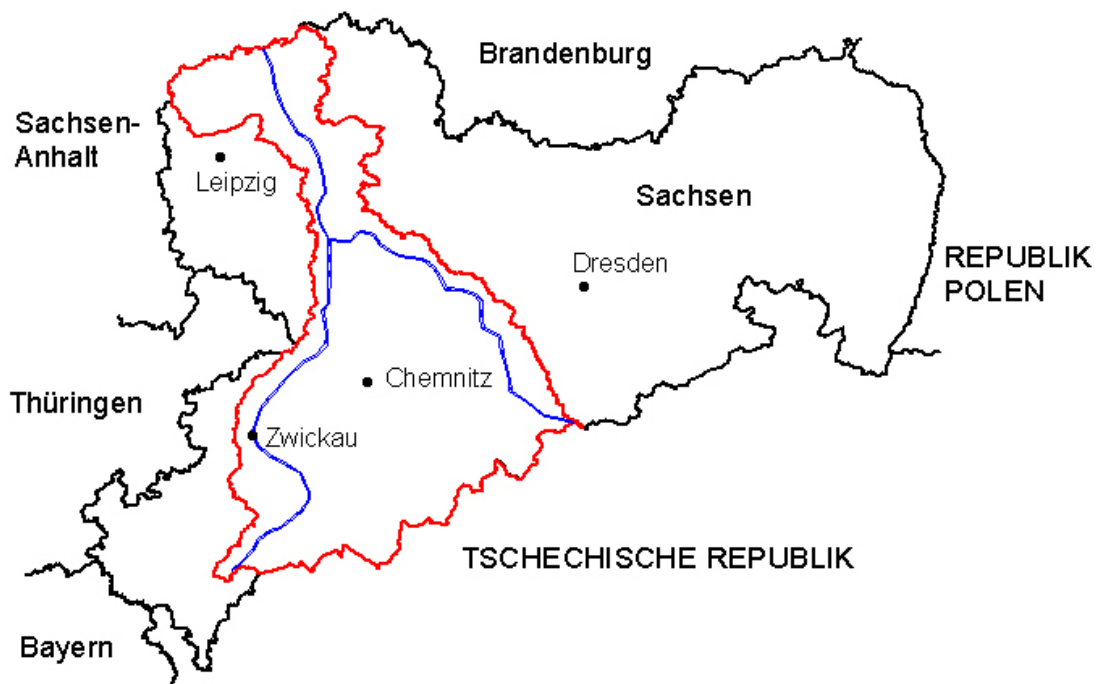 Brandenburg
Sachsen-
Anhalt
Leipzig
Sachsen
Dresden
REPUBLIK
POLEN
Chemnitz
Thüringen
Zwickau
TSCHECHISCHE REPUBLIK
Bayern